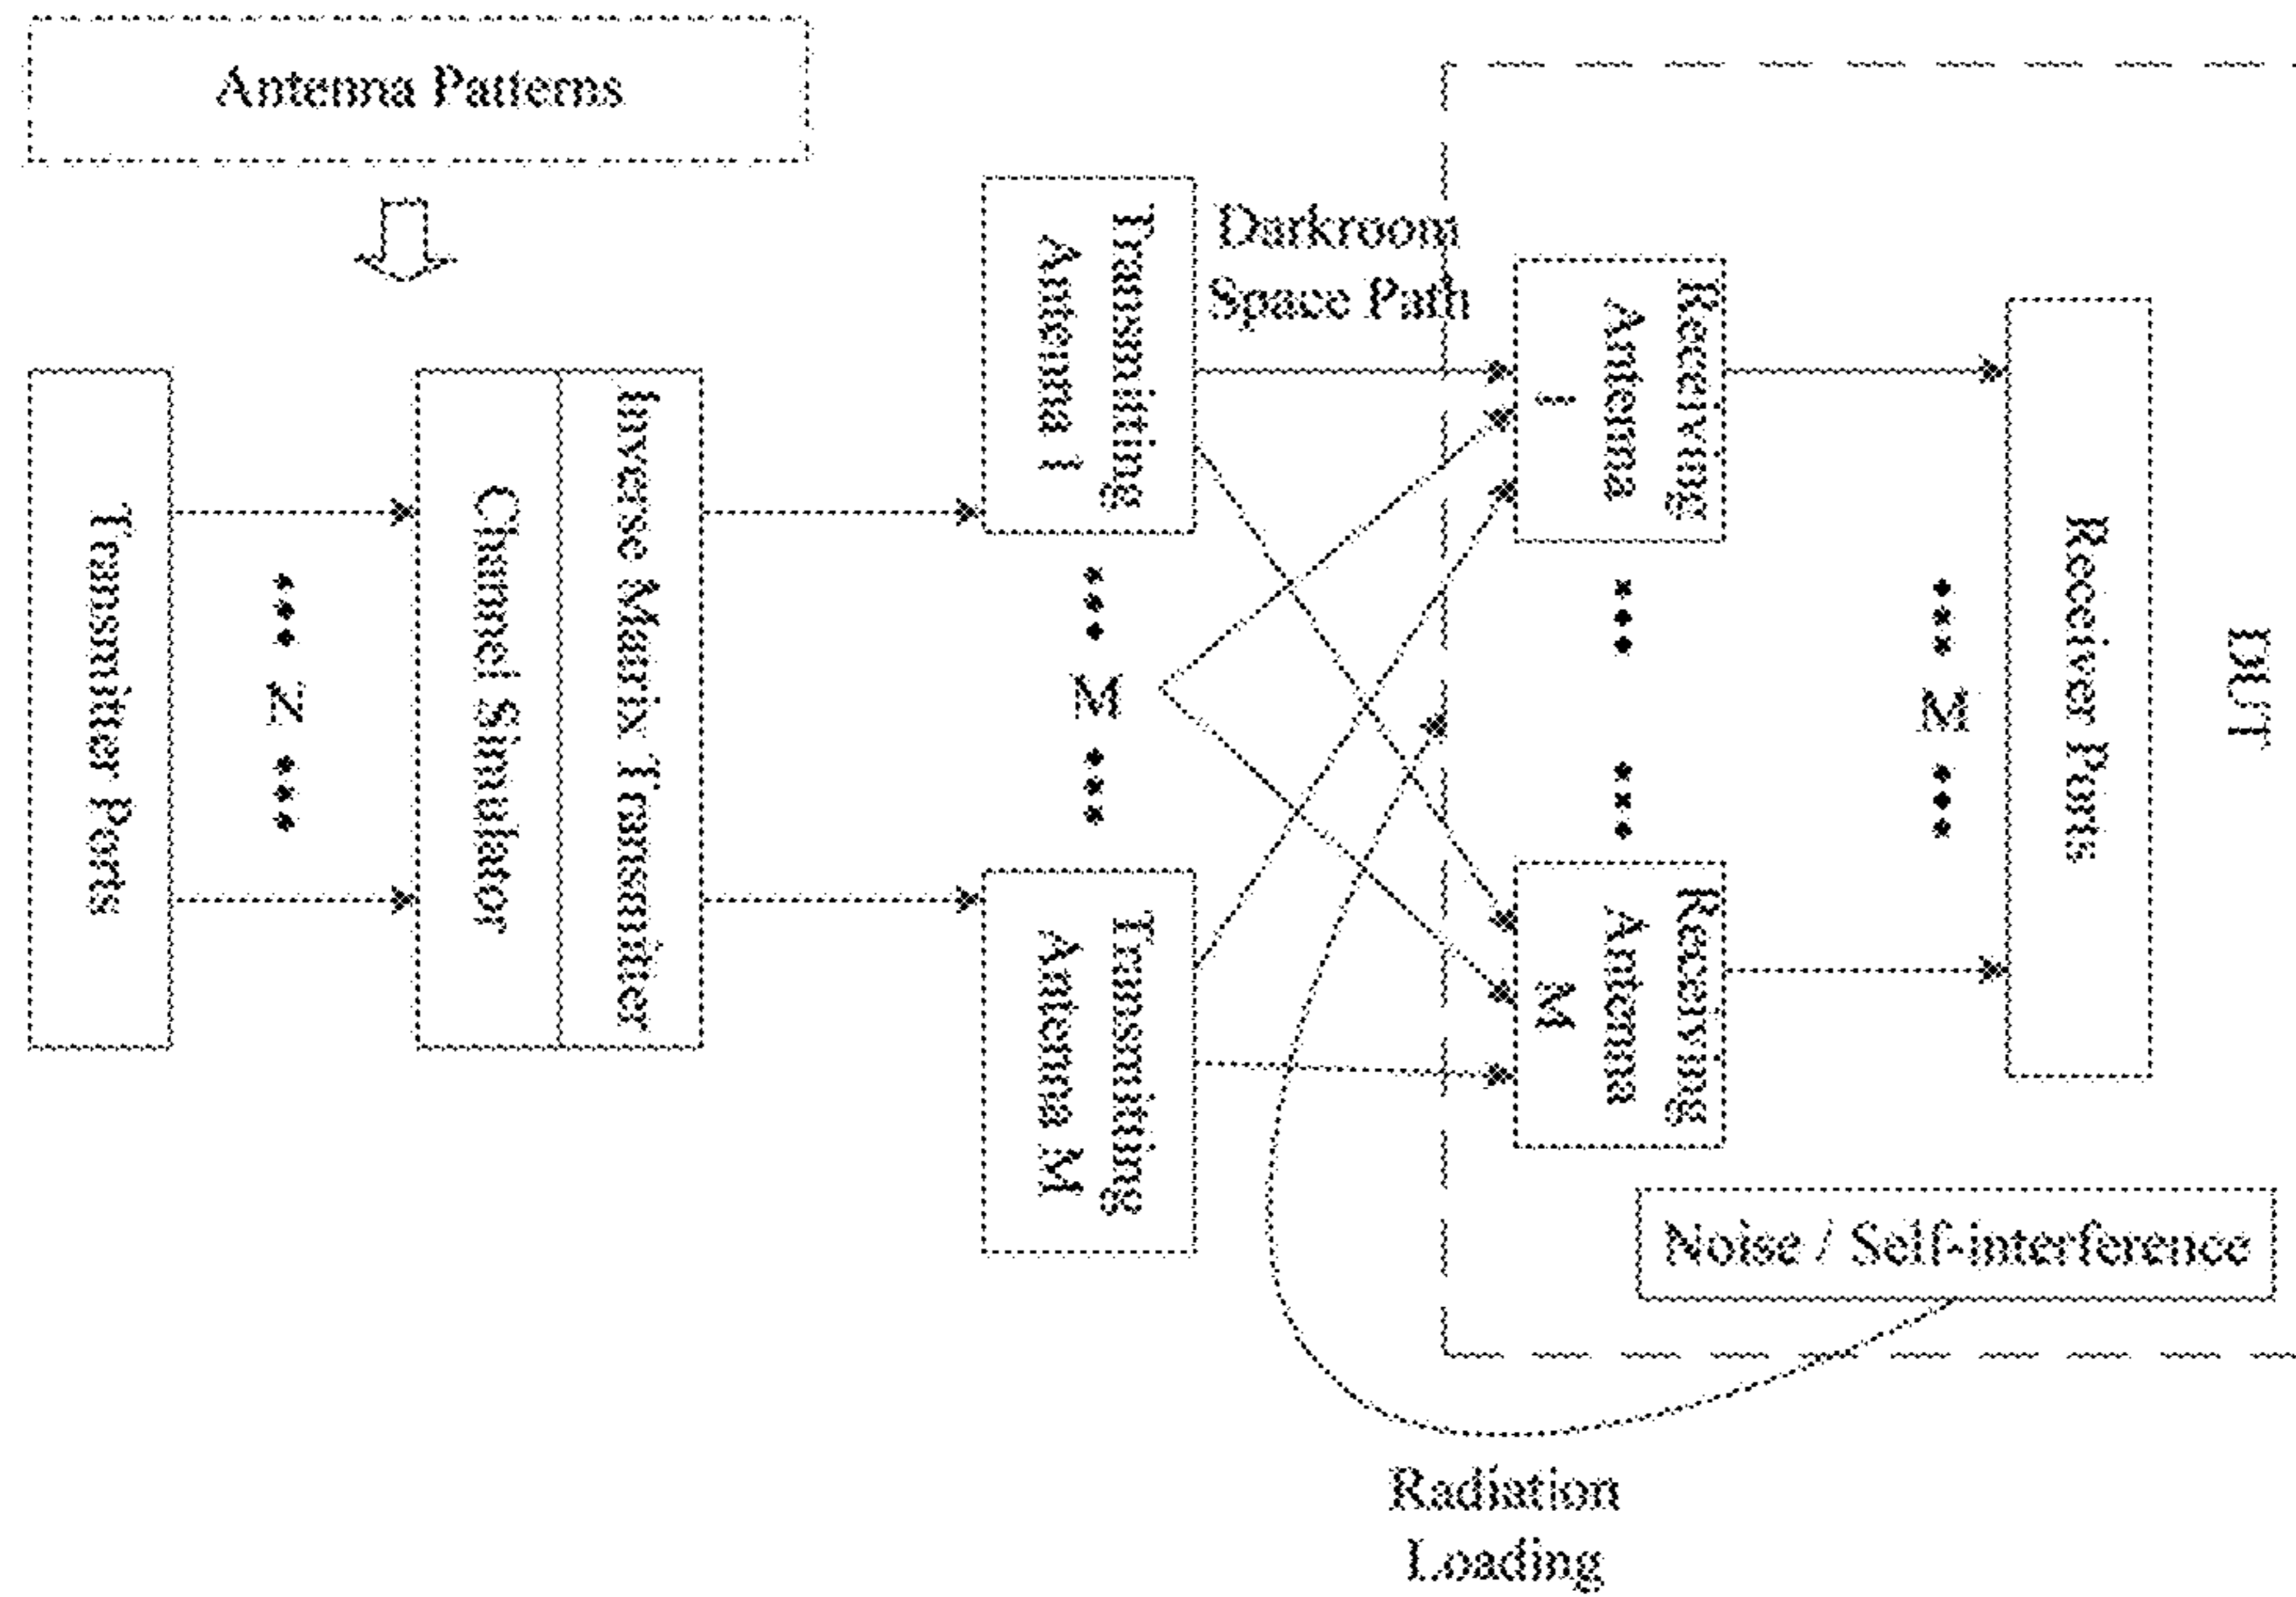 Antenna Patterns
Transmitter Ports
N
Channel Simulator
Inverse Matrix Transmitter
Transmitting
Antenna 1
M
Transmitting
Antenna M
Darkroom
Space Path
Receiving
Antenna
1
Receiving
Antenna
M
M
Receiver Ports
DUT
Noise / Self-interference
Radiation
Loading